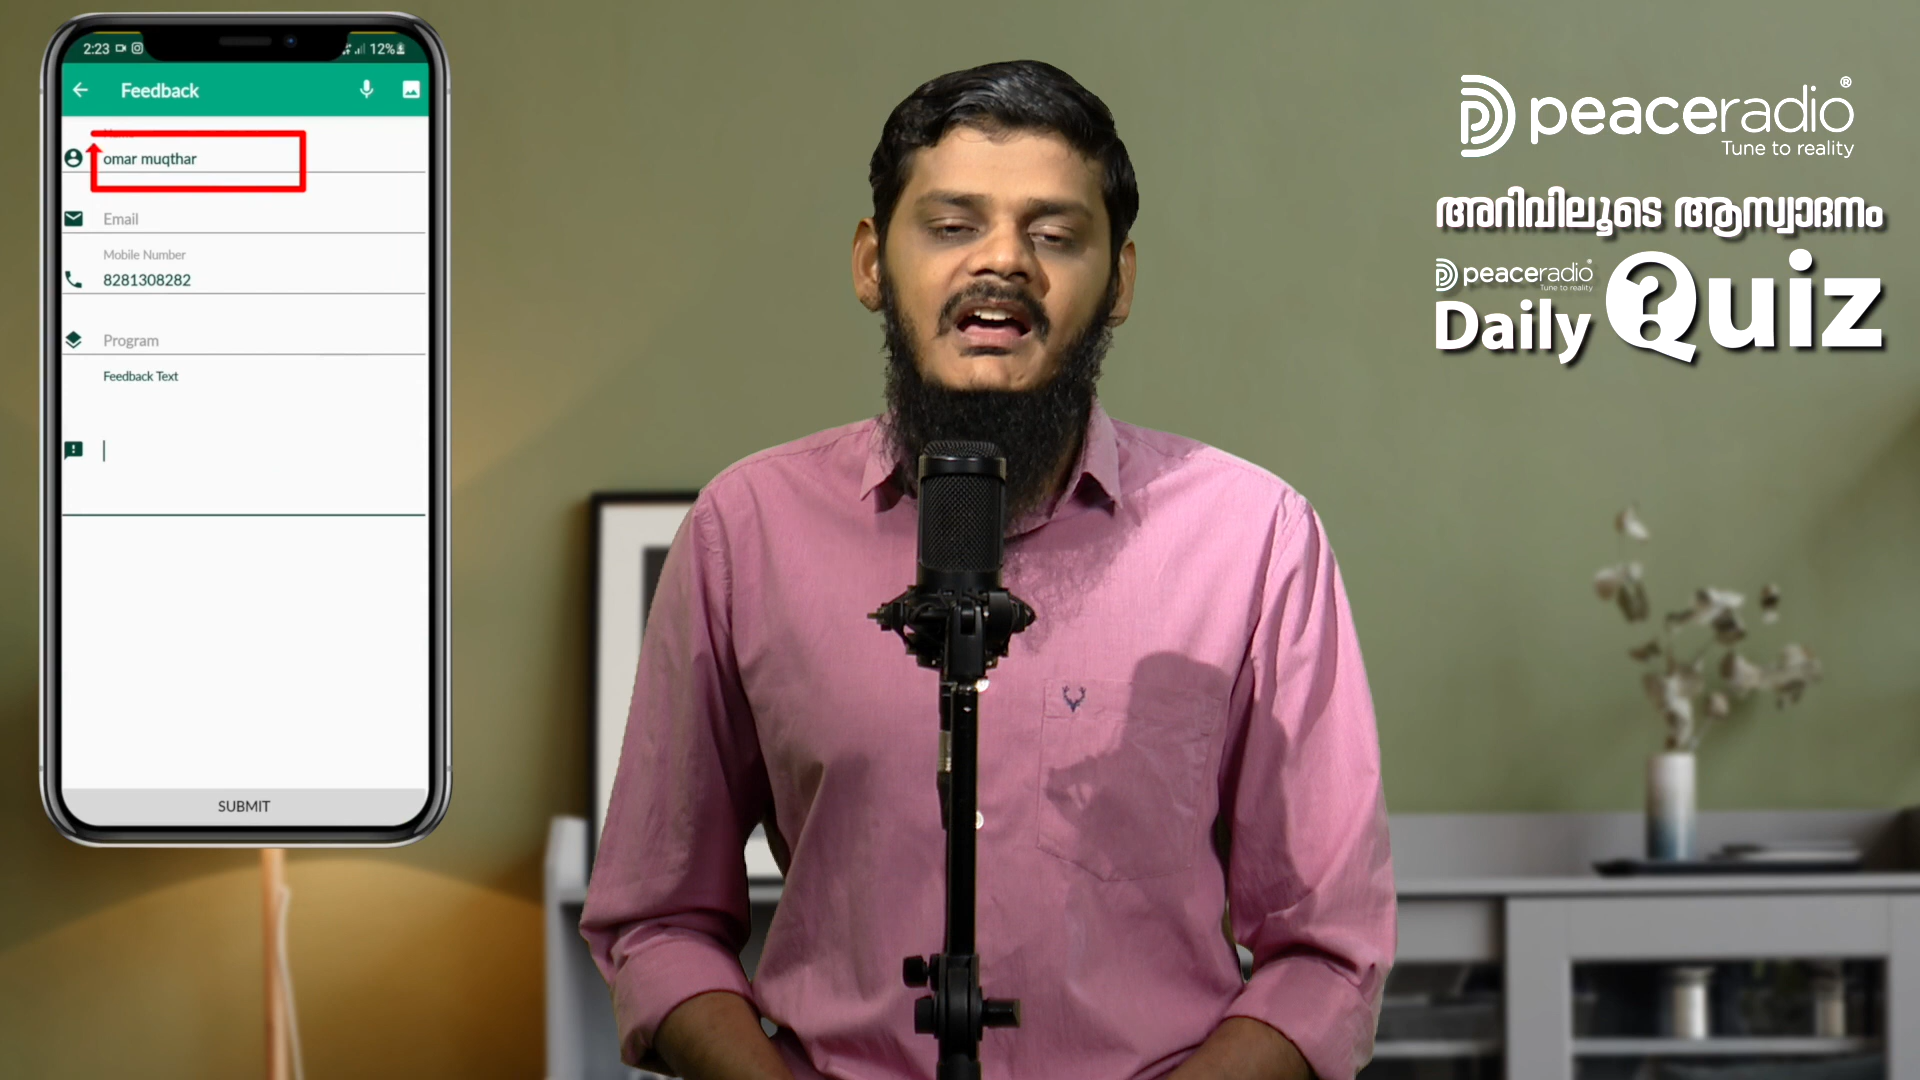 2:23
12%
Feedback
omar muqthar
Email
Mobile Number
8281308282
Program
Feedback Text
SUBMIT
peaceradio®
Tune to reality
അറിവിലൂടെ ആസ്വാദനം
peaceradio
Tune to reality
Daily Quiz